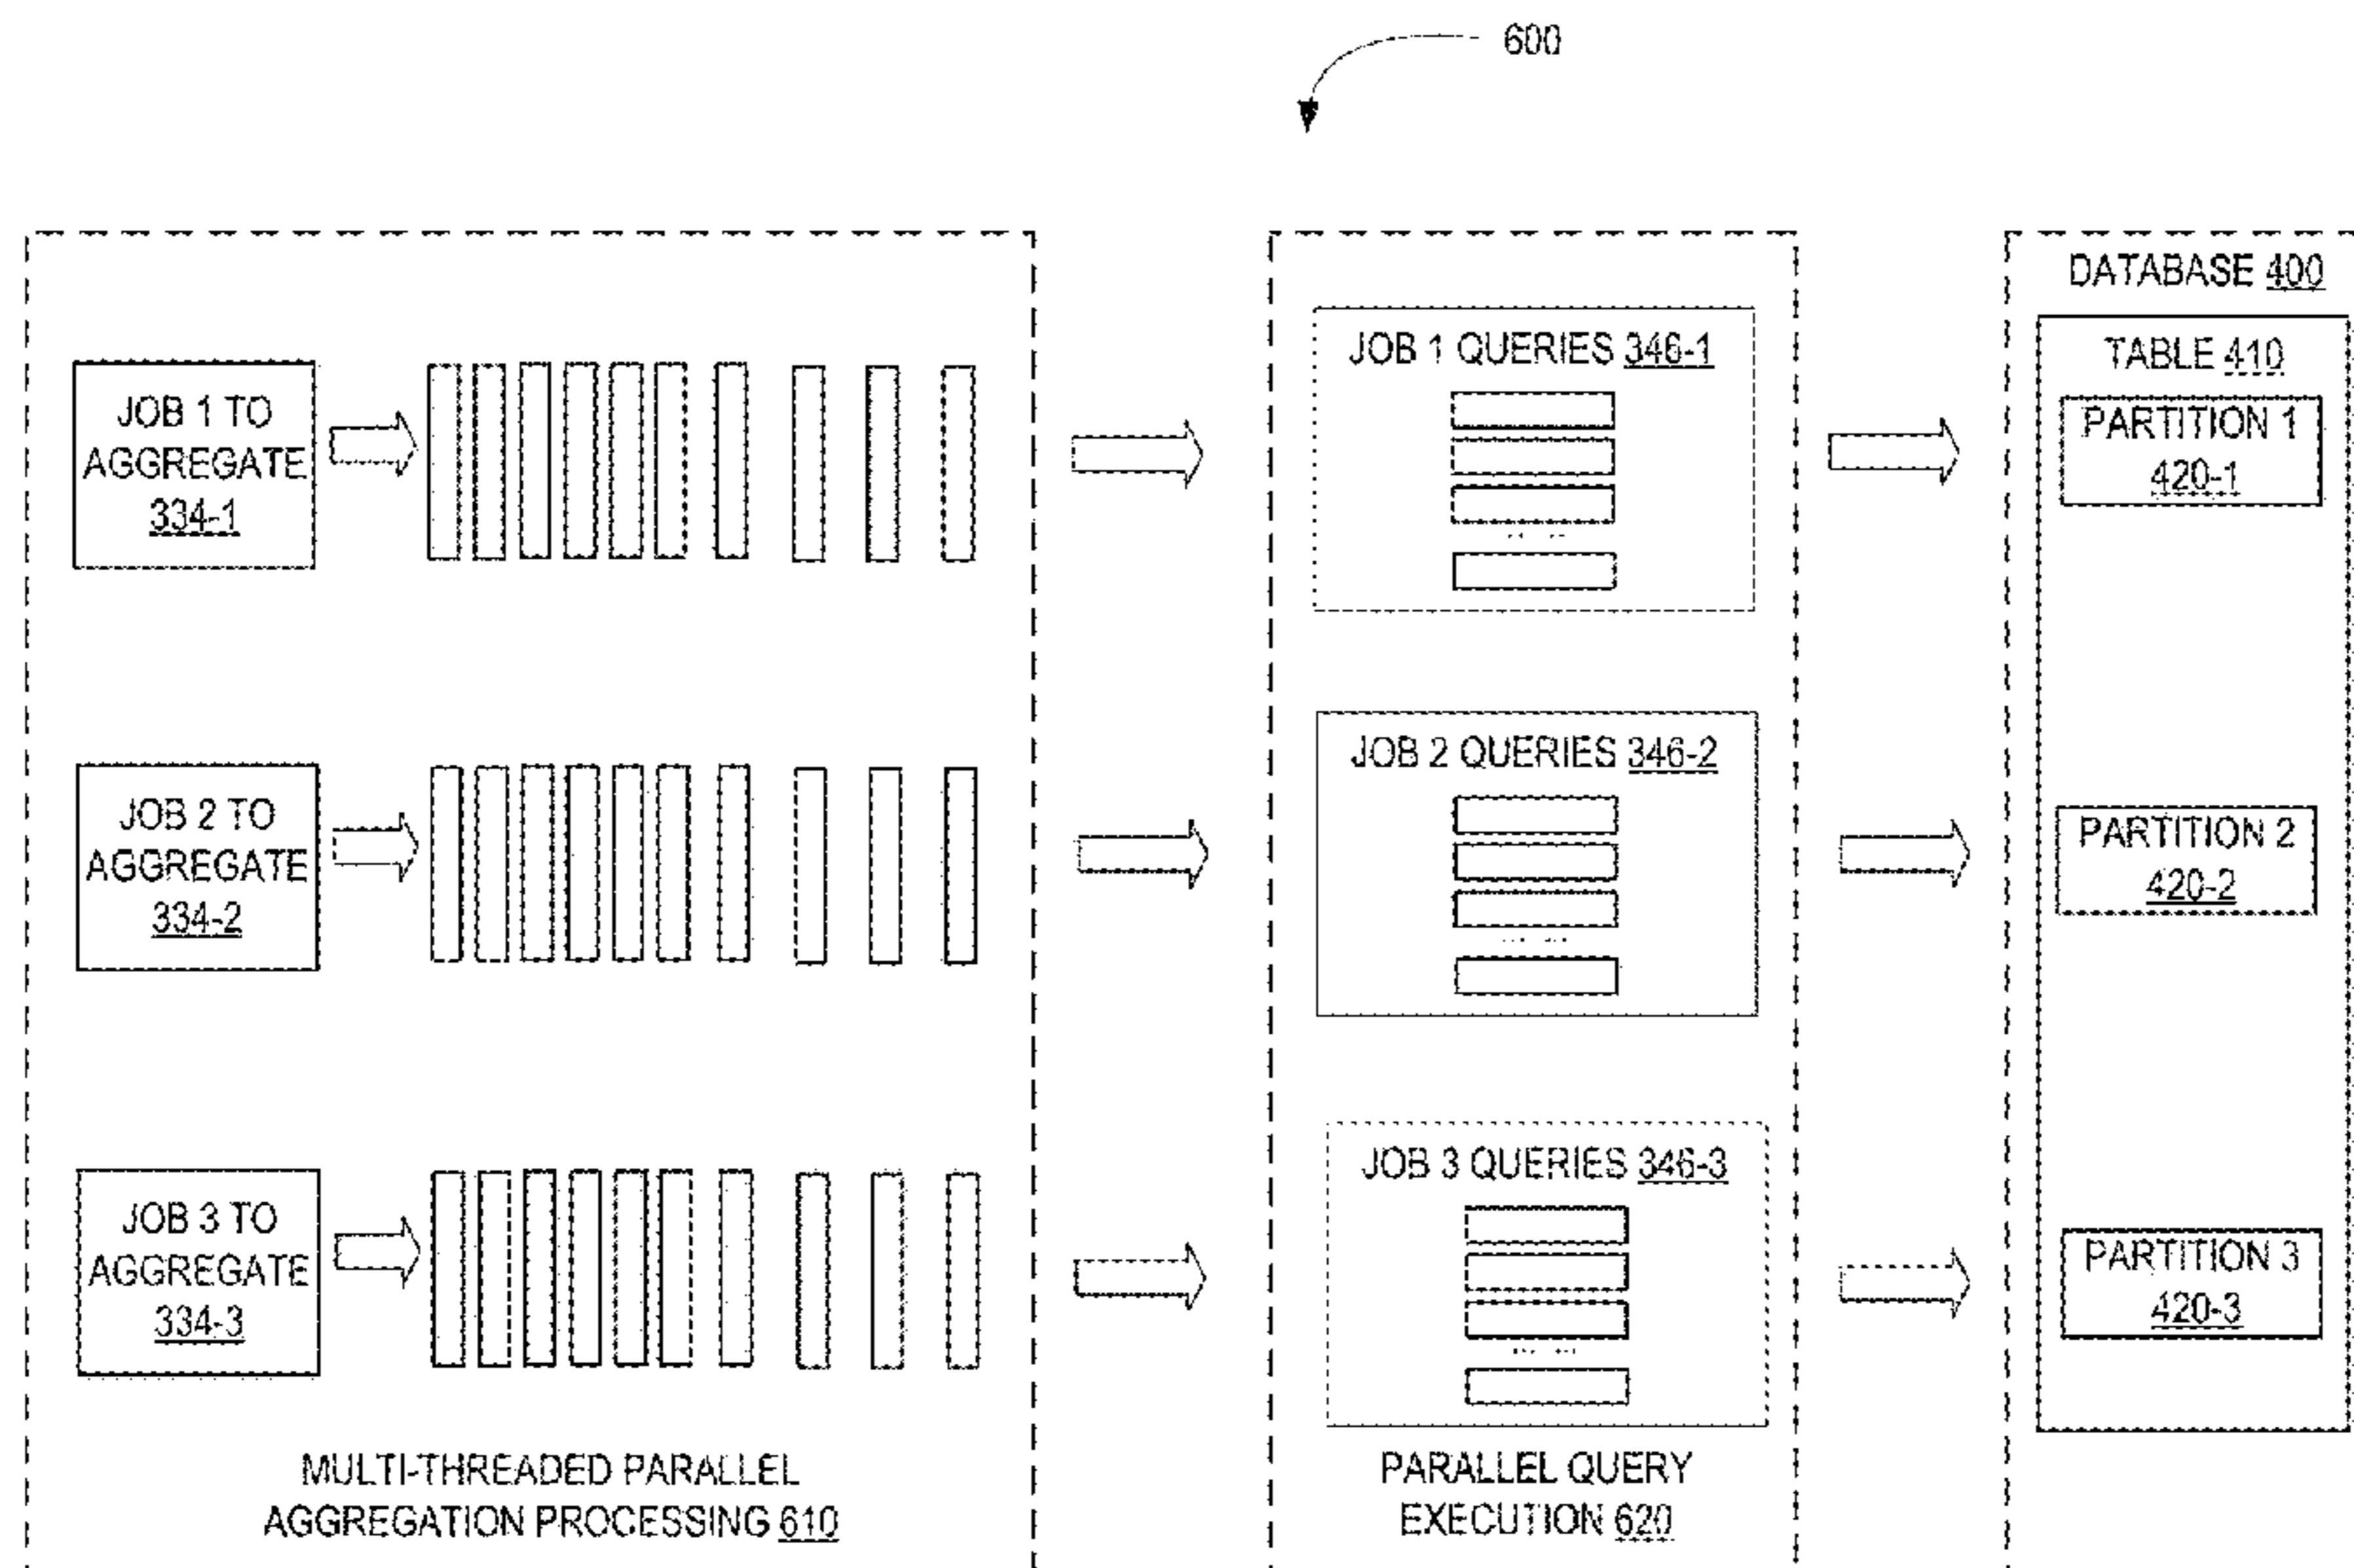 600
JOB 1 TO
AGGREGATE
334-1
JOB 2 TO
AGGREGATE
334-2
JOB 3 TO
AGGREGATE
334-3
MULTI-THREADED PARALLEL
AGGREGATION PROCESSING 610
JOB 1 QUERIES 346-1
JOB 2 QUERIES 346-2
JOB 3 QUERIES 346-3
PARALLEL QUERY
EXECUTION 620
DATABASE 400
TABLE 410
PARTITION 1
420-1
PARTITION 2
420-2
PARTITION 3
420-3